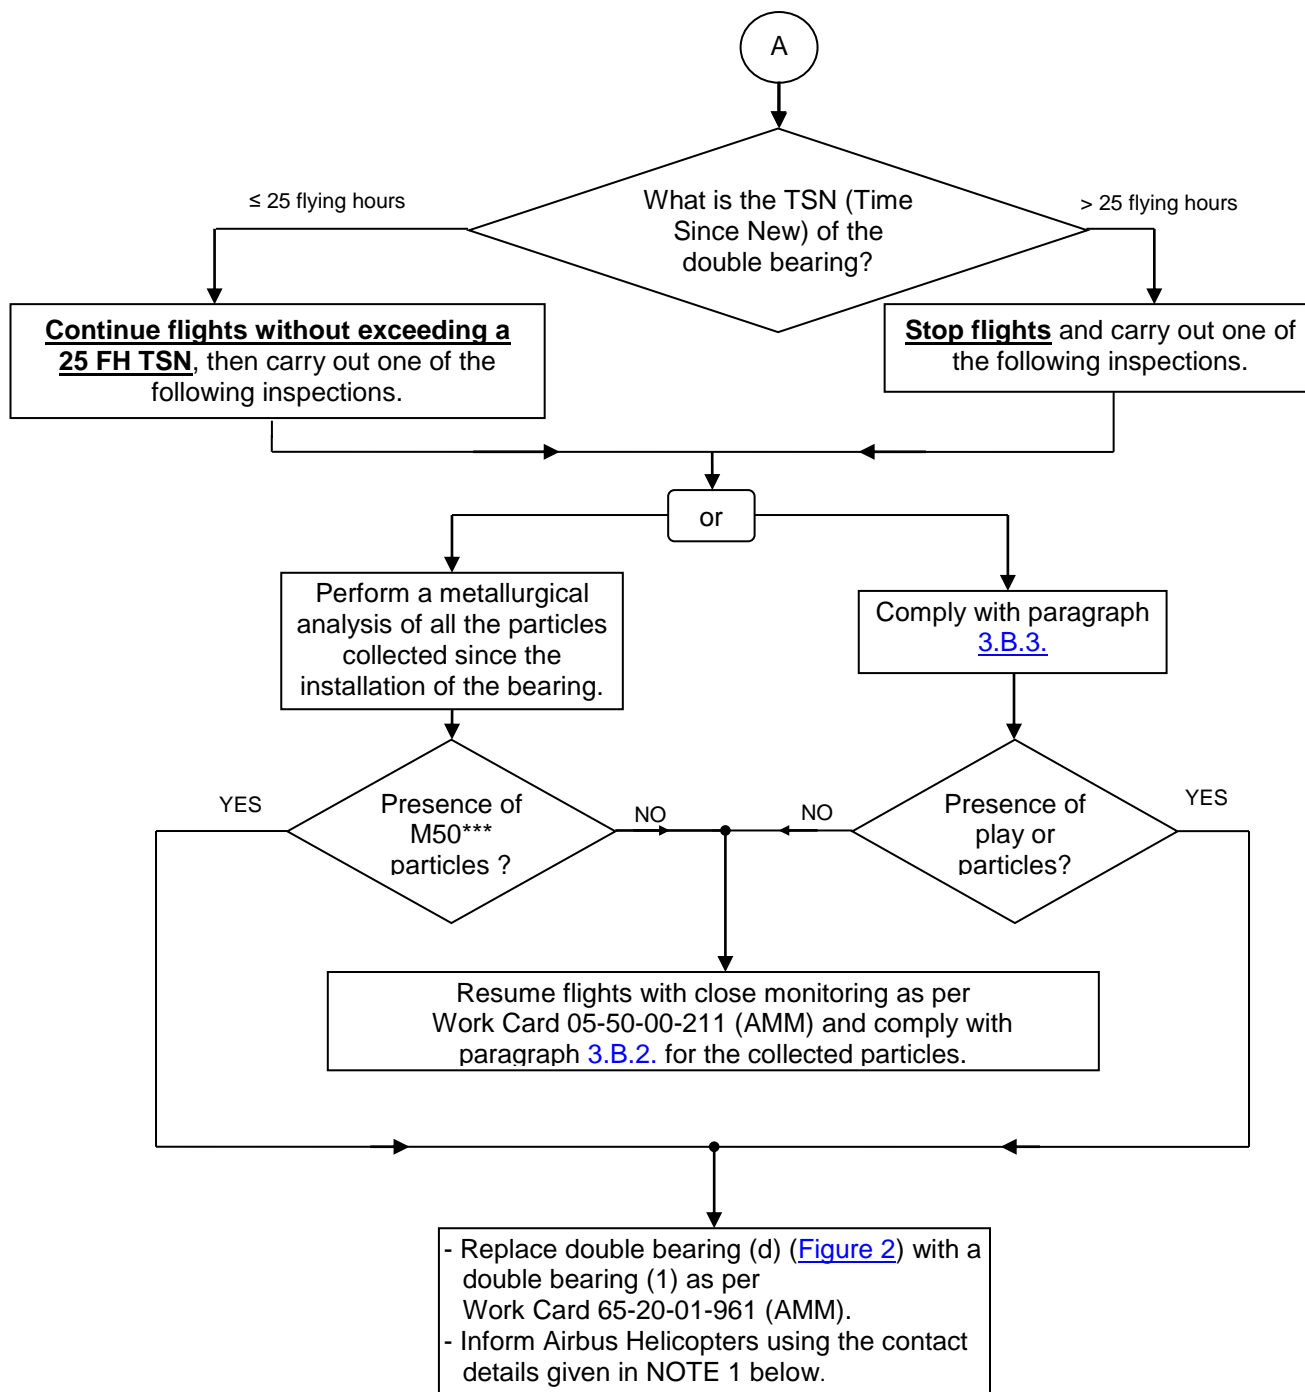 A
What is the TSN (Time
Since New) of the
double bearing?
≤ 25 flying hours
> 25 flying hours
Continue flights without exceeding a
25 FH TSN, then carry out one of the
following inspections.
Stop flights and carry out one of
the following inspections.
or
Perform a metallurgical
analysis of all the particles
collected since the
installation of the bearing.
Comply with paragraph
3.B.3.
YES
Presence of
M50***
particles ?
NO
NO
Presence of
play or
particles?
YES
Resume flights with close monitoring as per
Work Card 05-50-00-211 (AMM) and comply with
paragraph 3.B.2. for the collected particles.
- Replace double bearing (d) (Figure 2) with a
double bearing (1) as per
Work Card 65-20-01-961 (AMM).
- Inform Airbus Helicopters using the contact
details given in NOTE 1 below.